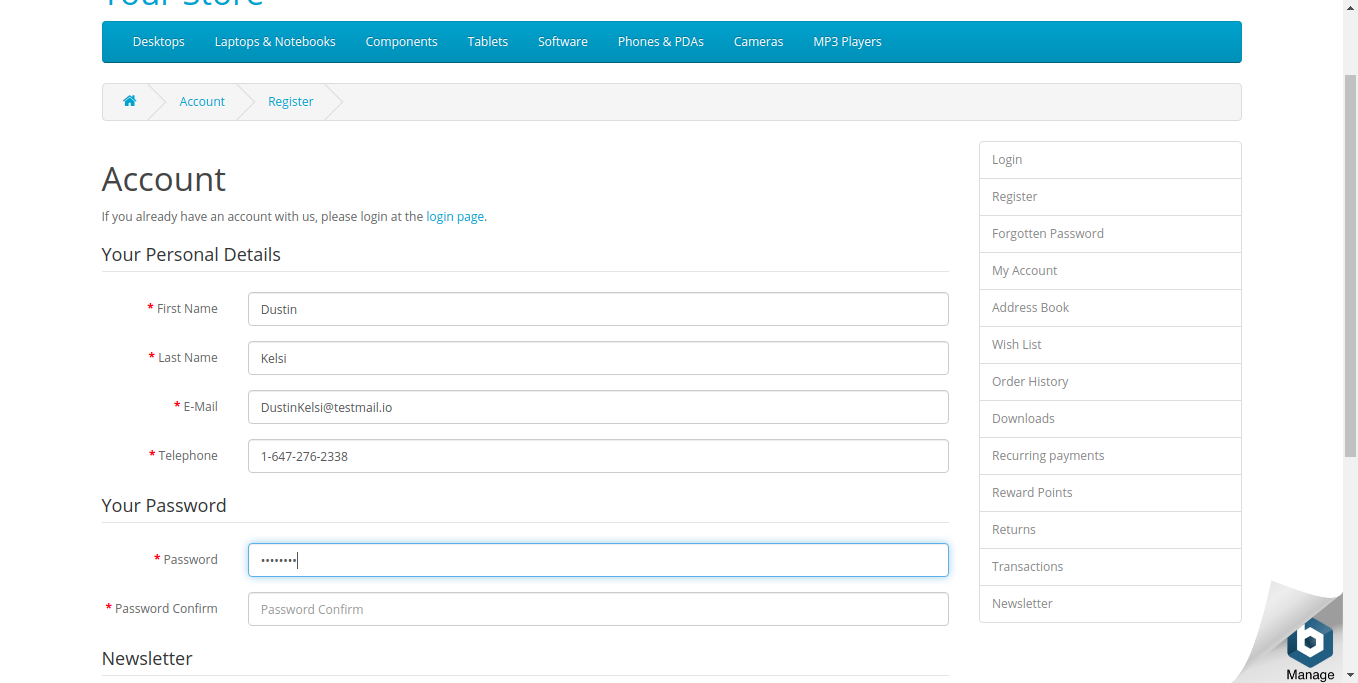 Your Store
Desktops Laptops & Notebooks Components Tablets Software Phones & PDAs Cameras MP3 Players
Account Register
Account
If you already have an account with us, please login at the login page.
Your Personal Details
* First Name Dustin
* Last Name Kelsi
* E-Mail DustinKelsi@testmail.io
* Telephone 1-647-276-2338
Your Password
* Password ••••••••
* Password Confirm Password Confirm
Newsletter
Login
Register
Forgotten Password
My Account
Address Book
Wish List
Order History
Downloads
Recurring payments
Reward Points
Returns
Transactions
Newsletter
b
Manage